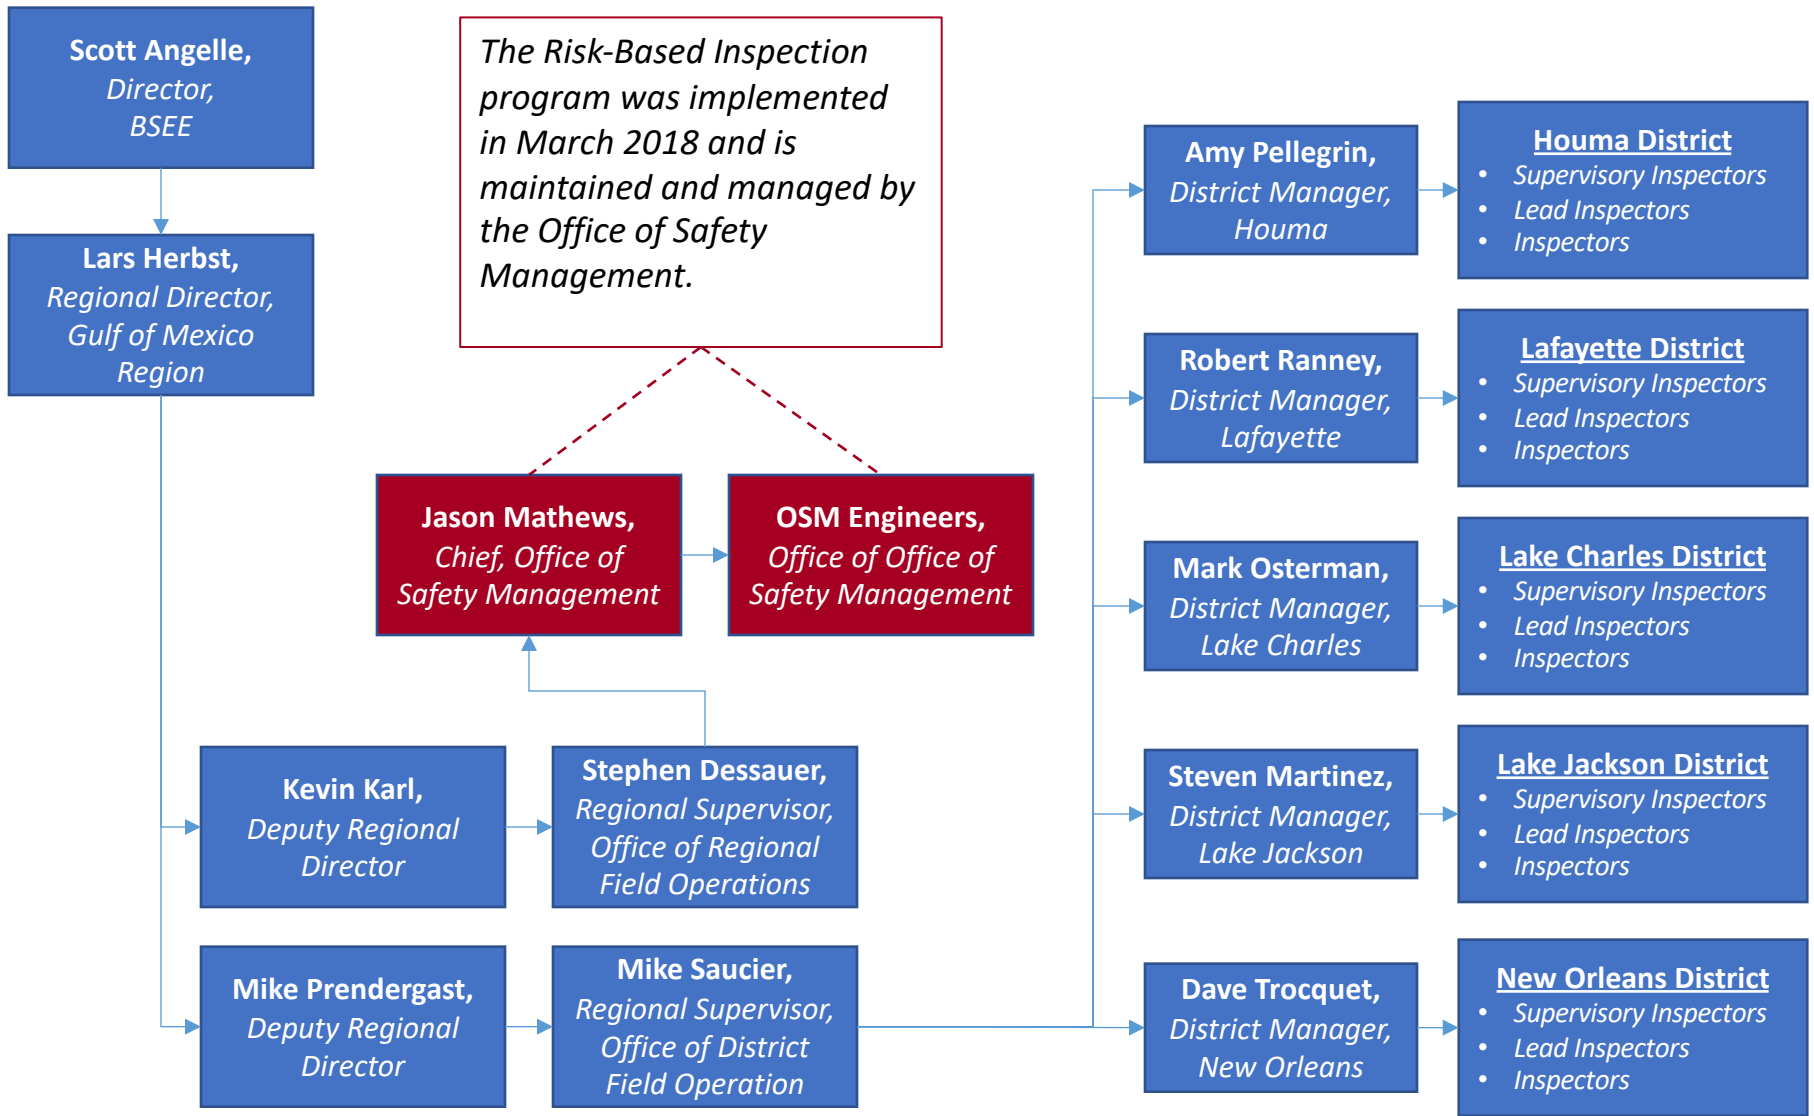 Scott Angelle,
Director,
BSEE
Lars Herbst,
Regional Director,
Gulf of Mexico
Region
The Risk-Based Inspection
program was implemented
in March 2018 and is
maintained and managed by
the Office of Safety
Management.
Jason Mathews,
Chief, Office of
Safety Management
OSM Engineers,
Office of Office of
Safety Management
Kevin Karl,
Deputy Regional
Director
Stephen Dessauer,
Regional Supervisor,
Office of Regional
Field Operations
Mike Prendergast,
Deputy Regional
Director
Mike Saucier,
Regional Supervisor,
Office of District
Field Operation
Amy Pellegrin,
District Manager,
Houma
Houma District
• Supervisory Inspectors
• Lead Inspectors
• Inspectors
Robert Ranney,
District Manager,
Lafayette
Lafayette District
• Supervisory Inspectors
• Lead Inspectors
• Inspectors
Mark Osterman,
District Manager,
Lake Charles
Lake Charles District
• Supervisory Inspectors
• Lead Inspectors
• Inspectors
Steven Martinez,
District Manager,
Lake Jackson
Lake Jackson District
• Supervisory Inspectors
• Lead Inspectors
• Inspectors
Dave Trocquet,
District Manager,
New Orleans
New Orleans District
• Supervisory Inspectors
• Lead Inspectors
• Inspectors